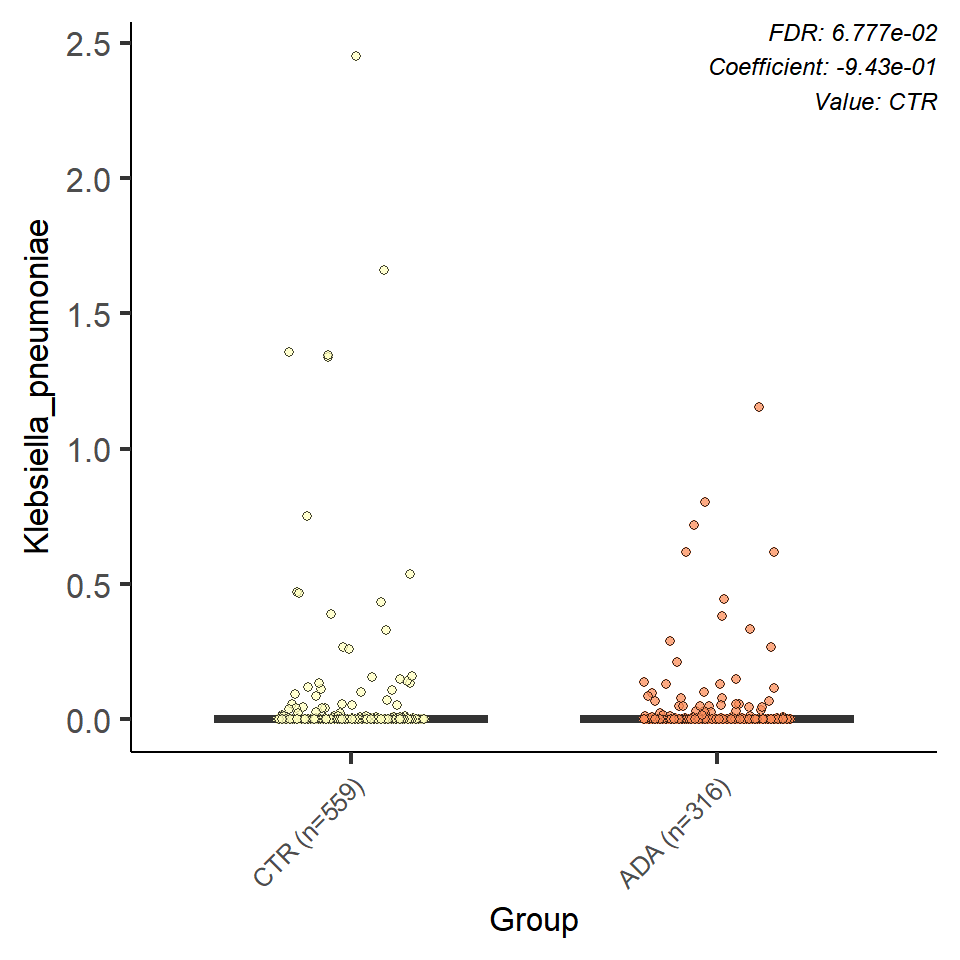 FDR: 6.777e-02
Coefficient: -9.43e-01
Value: CTR
Klebsiella_pneumoniae
2.5
2.0
1.5
1.0
0.5
0.0
CTR (n=559)
ADA (n=316)
Group